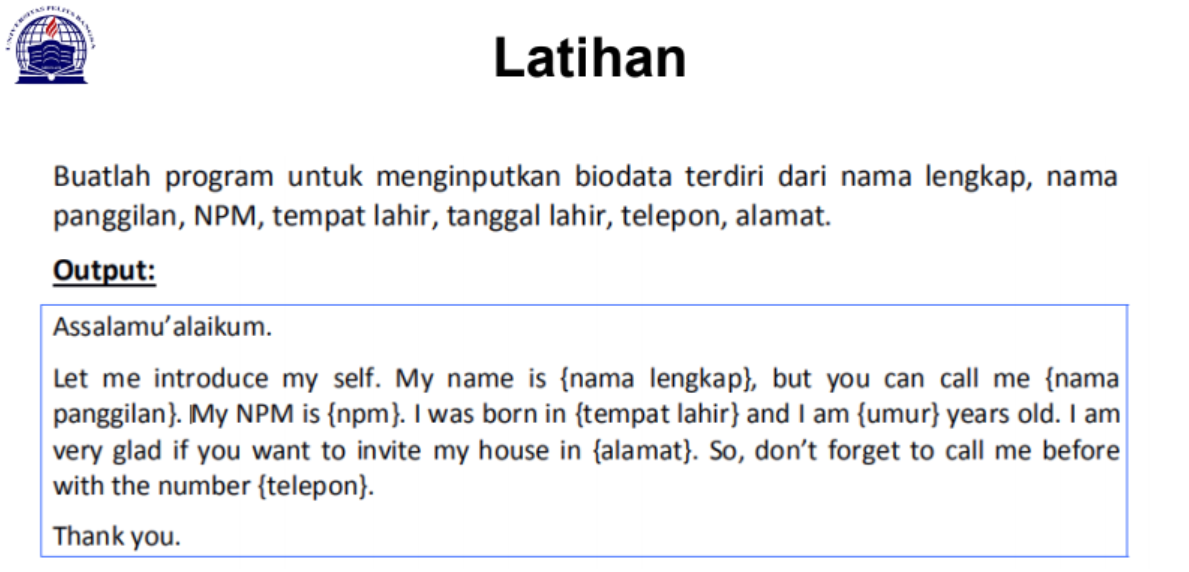 UNIVERSITAS PELITA BANGSA
Latihan
Buatlah program untuk menginputkan biodata terdiri dari nama lengkap, nama
panggilan, NPM, tempat lahir, tanggal lahir, telepon, alamat.
Output:
Assalamu’alaikum.
Let me introduce my self. My name is {nama lengkap}, but you can call me {nama
panggilan}. My NPM is {npm}. I was born in {tempat lahir} and I am {umur} years old. I am
very glad if you want to invite my house in {alamat}. So, don’t forget to call me before
with the number {telepon}.
Thank you.